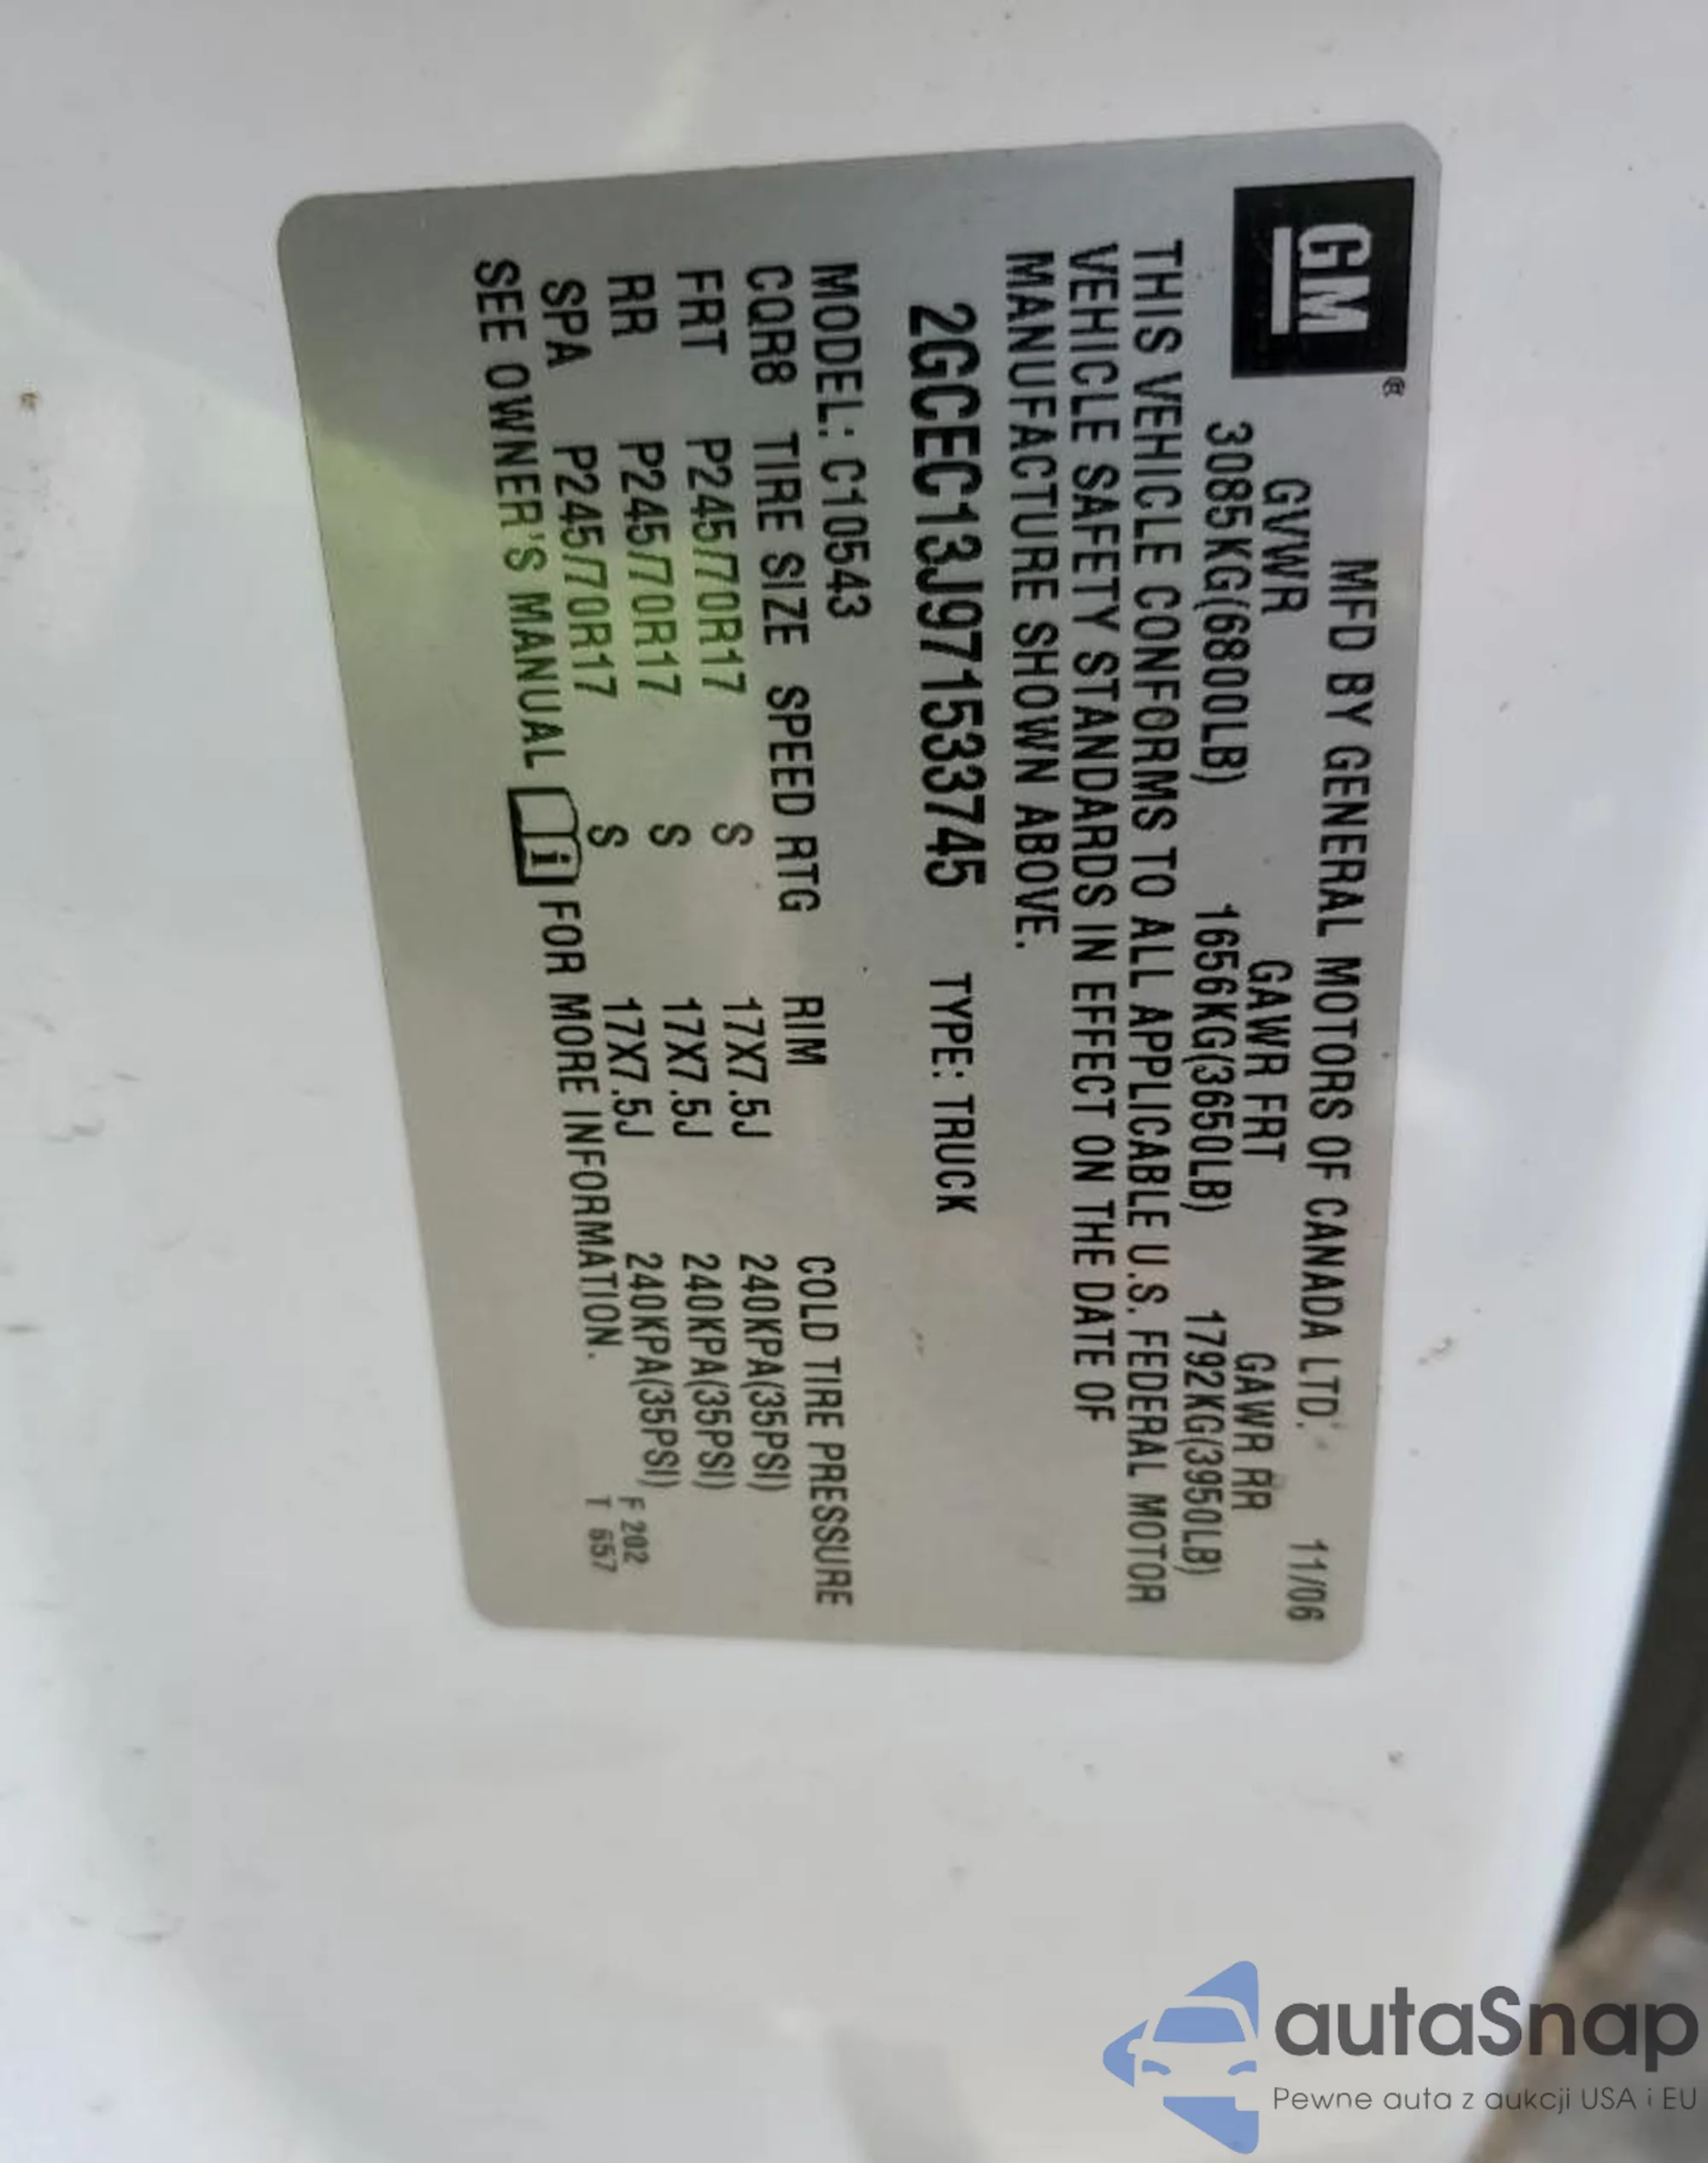 GM®
MFD BY GENERAL MOTORS OF CANADA LTD. 11/06
GVWR GAWR FRT GAWR RR
3085KG(6800LB) 1656KG(3650LB) 1792KG(3950LB)
THIS VEHICLE CONFORMS TO ALL APPLICABLE U.S. FEDERAL MOTOR
VEHICLE SAFETY STANDARDS IN EFFECT ON THE DATE OF
MANUFACTURE SHOWN ABOVE.
2GCEC13J971533745 TYPE: TRUCK
MODEL: C10543
CQR8 TIRE SIZE SPEED RTG RIM COLD TIRE PRESSURE
FRT P245/70R17 S 17X7.5J 240KPA(35PSI)
RR P245/70R17 S 17X7.5J 240KPA(35PSI)
SPA P245/70R17 S 17X7.5J 240KPA(35PSI)
SEE OWNER'S MANUAL i FOR MORE INFORMATION.
F 202
T 657
autaSnap
Pewne auta z aukcji USA i EU